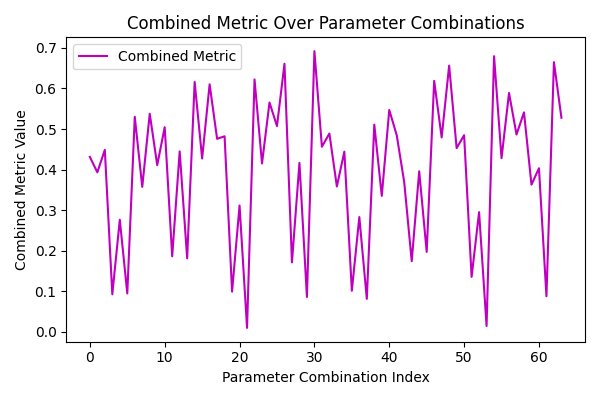 Combined Metric Over Parameter Combinations
Combined Metric
Combined Metric Value
0.7
0.6
0.5
0.4
0.3
0.2
0.1
0.0
0 10 20 30 40 50 60
Parameter Combination Index